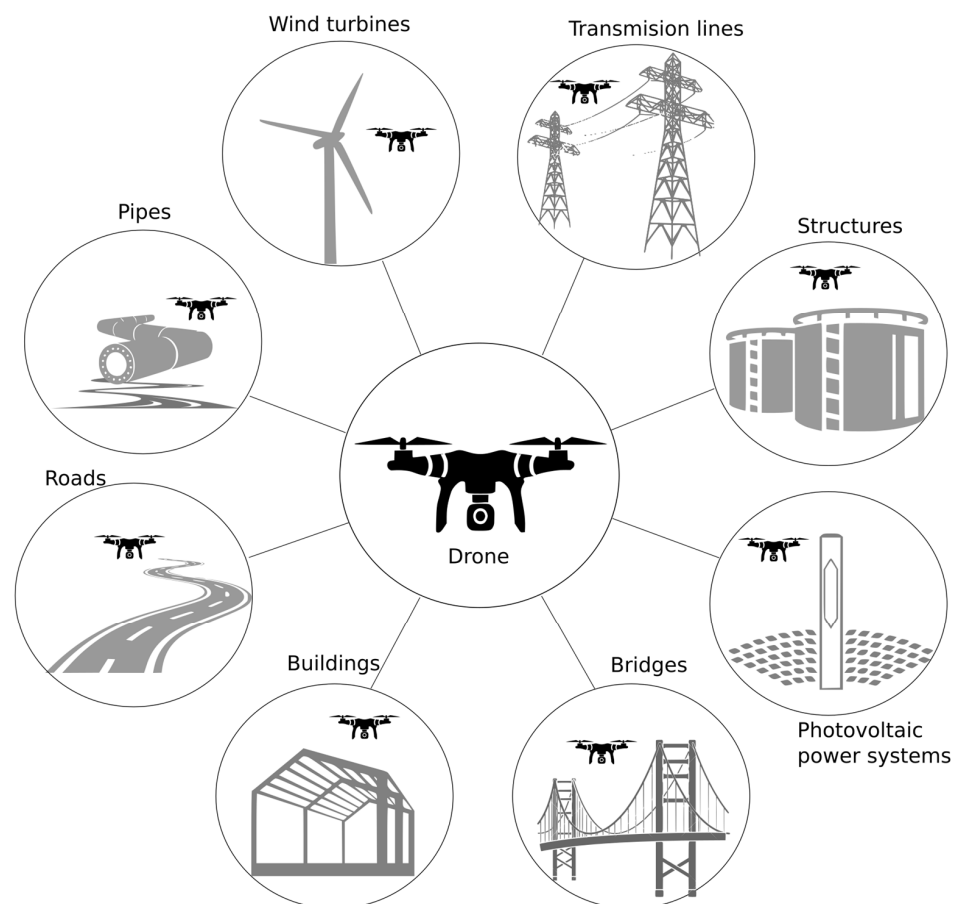 Wind turbines
Transmision lines
Pipes
Structures
Roads
Drone
Buildings
Bridges
Photovoltaic
power systems